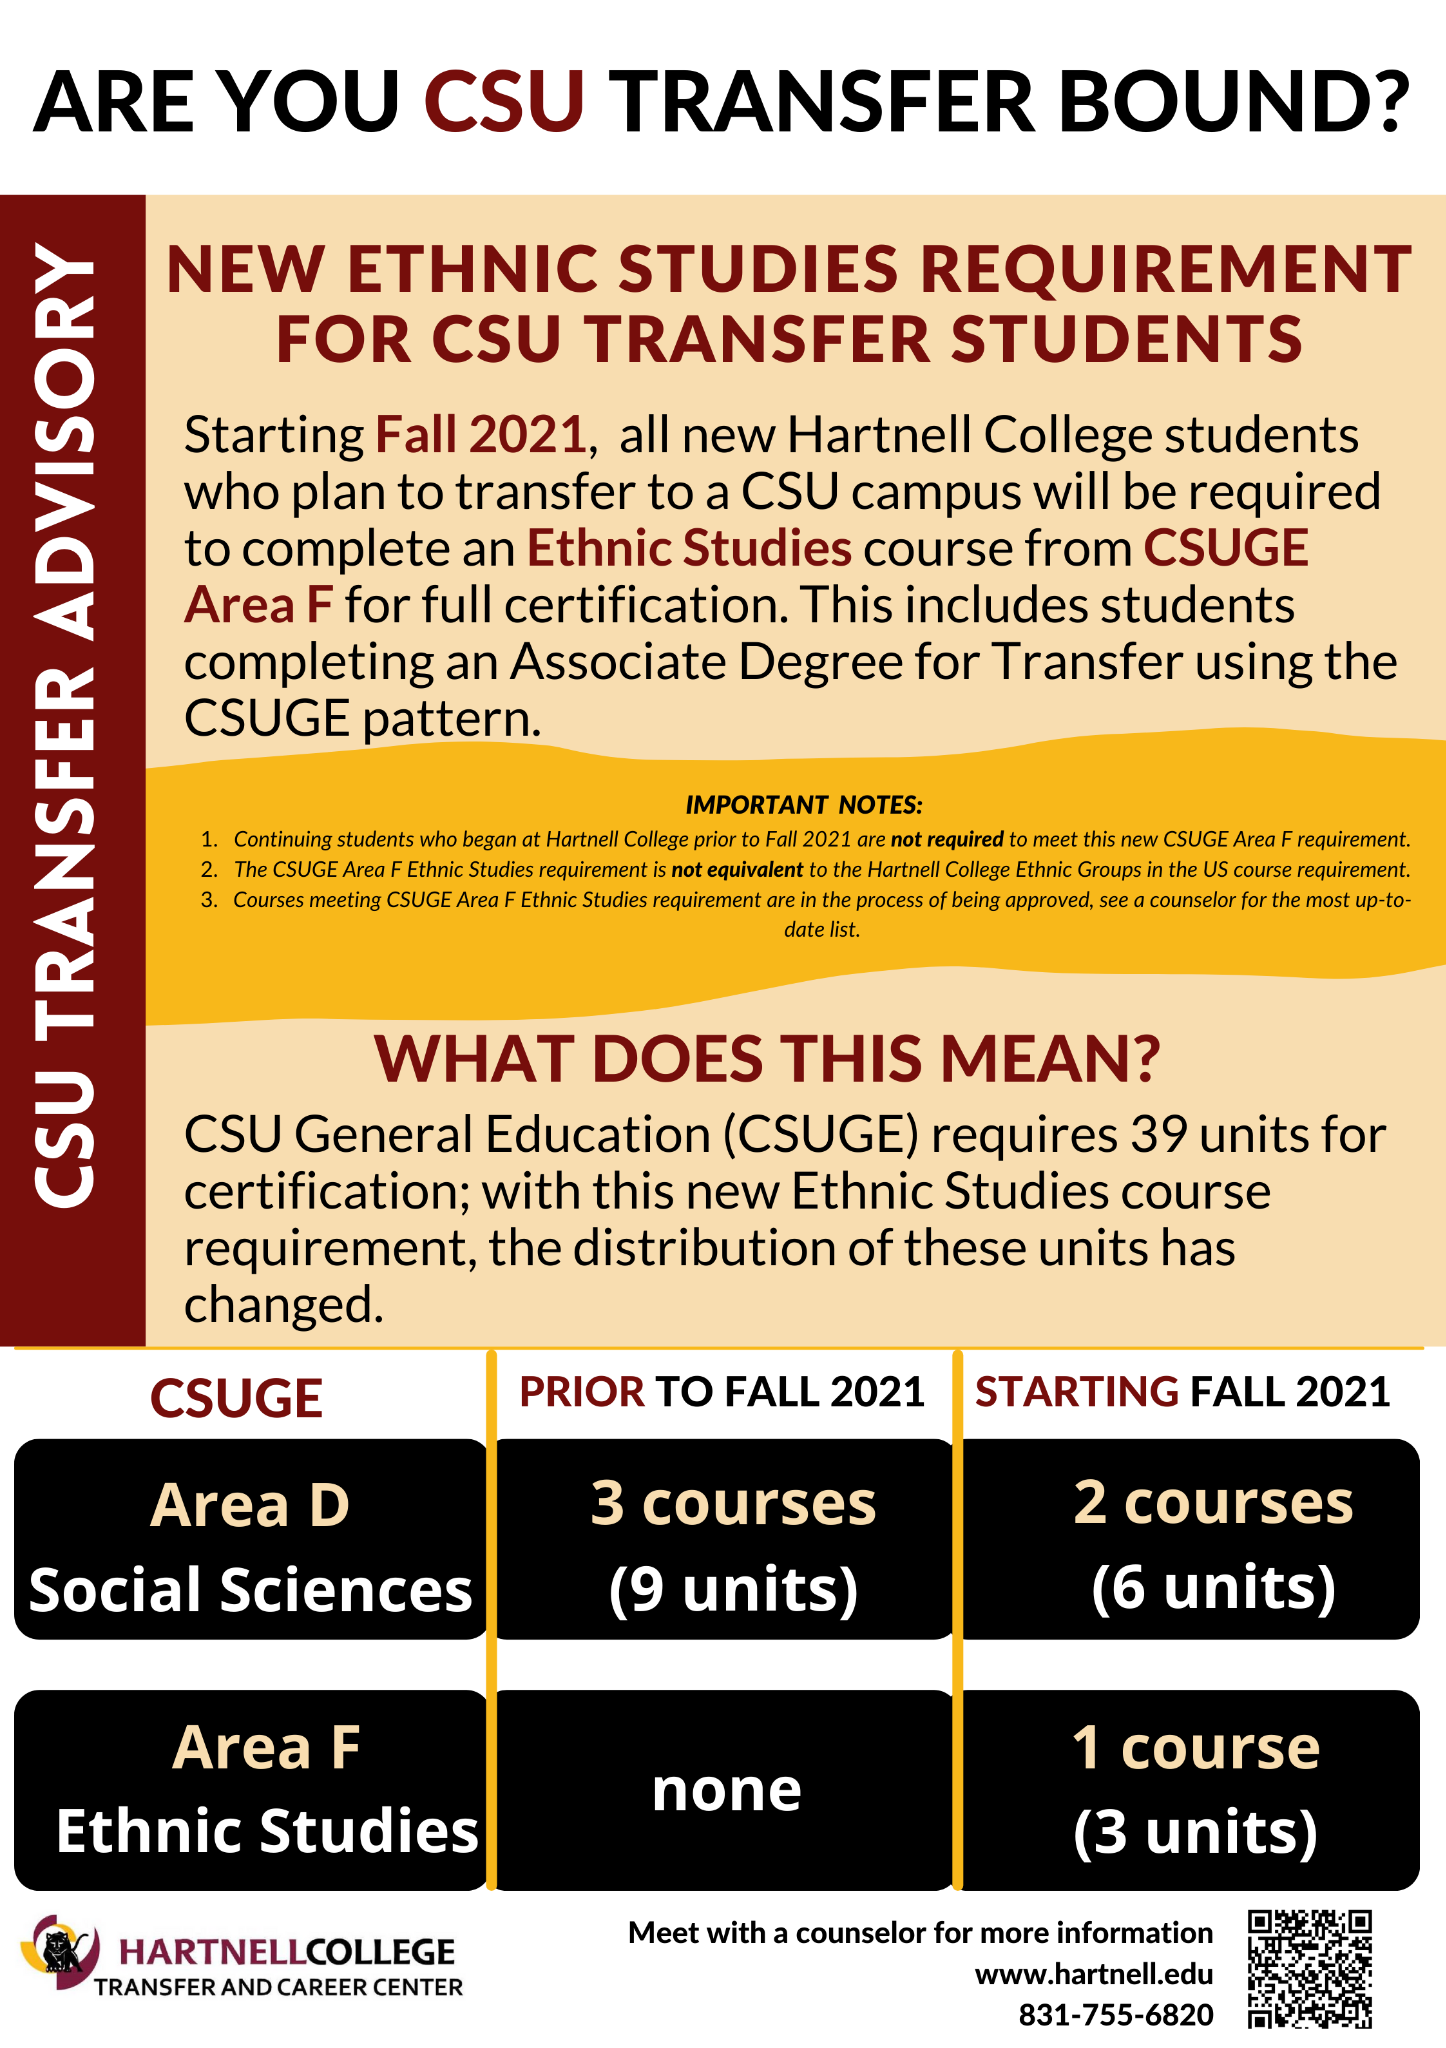 ARE YOU CSU TRANSFER BOUND?
CSU TRANSFER ADVISORY
NEW ETHNIC STUDIES REQUIREMENT
FOR CSU TRANSFER STUDENTS
Starting Fall 2021, all new Hartnell College students
who plan to transfer to a CSU campus will be required
to complete an Ethnic Studies course from CSUGE
Area F for full certification. This includes students
completing an Associate Degree for Transfer using the
CSUGE pattern.
IMPORTANT NOTES:
1. Continuing students who began at Hartnell College prior to Fall 2021 are not required to meet this new CSUGE Area F requirement.
2. The CSUGE Area F Ethnic Studies requirement is not equivalent to the Hartnell College Ethnic Groups in the US course requirement.
3. Courses meeting CSUGE Area F Ethnic Studies requirement are in the process of being approved, see a counselor for the most up-to-
date list.
WHAT DOES THIS MEAN?
CSU General Education (CSUGE) requires 39 units for
certification; with this new Ethnic Studies course
requirement, the distribution of these units has
changed.
CSUGE PRIOR TO FALL 2021 STARTING FALL 2021
Area D 3 courses 2 courses
Social Sciences (9 units) (6 units)
Area F 1 course
none
Ethnic Studies (3 units)
HARTNELLCOLLEGE
TRANSFER AND CAREER CENTER
Meet with a counselor for more information
www.hartnell.edu
831-755-6820